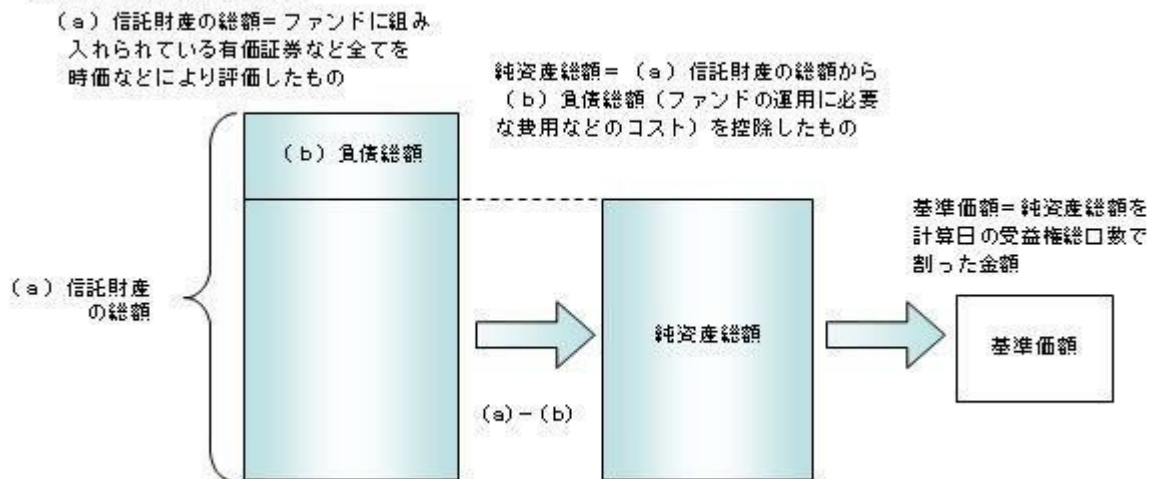 (a)信託財産の総額=ファンドに組み
入れられている有価証券など全てを
時価などにより評価したもの
純資産総額=(a)信託財産の総額から
(b)負債総額(ファンドの運用に必要
な費用などのコスト)を控除したもの
(b)負債総額
基準価額=純資産総額を
計算日の受益権総口数で
割った金額
(a)信託財産
の総額
純資産総額
基準価額
(a)-(b)